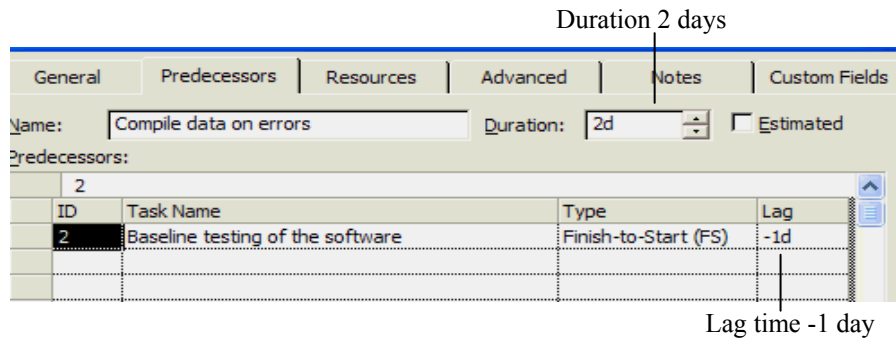 Duration 2 days
General Predecessors Resources Advanced Notes Custom Fields
Name: Compile data on errors Duration: 2d Estimated
Predecessors:
2
ID Task Name Type Lag
2 Baseline testing of the software Finish-to-Start (FS) -1d
Lag time -1 day